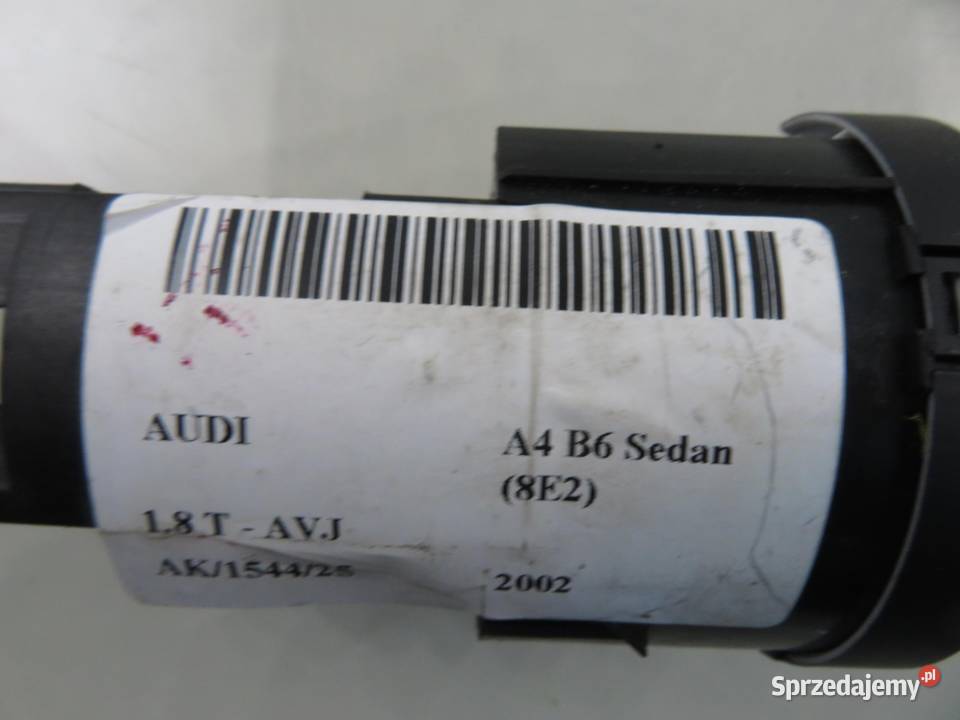 AUDI
A4 B6 Sedan
(8E2)
1.8 T - AVJ
AK/1544/25
2002
Sprzedajemy.pl